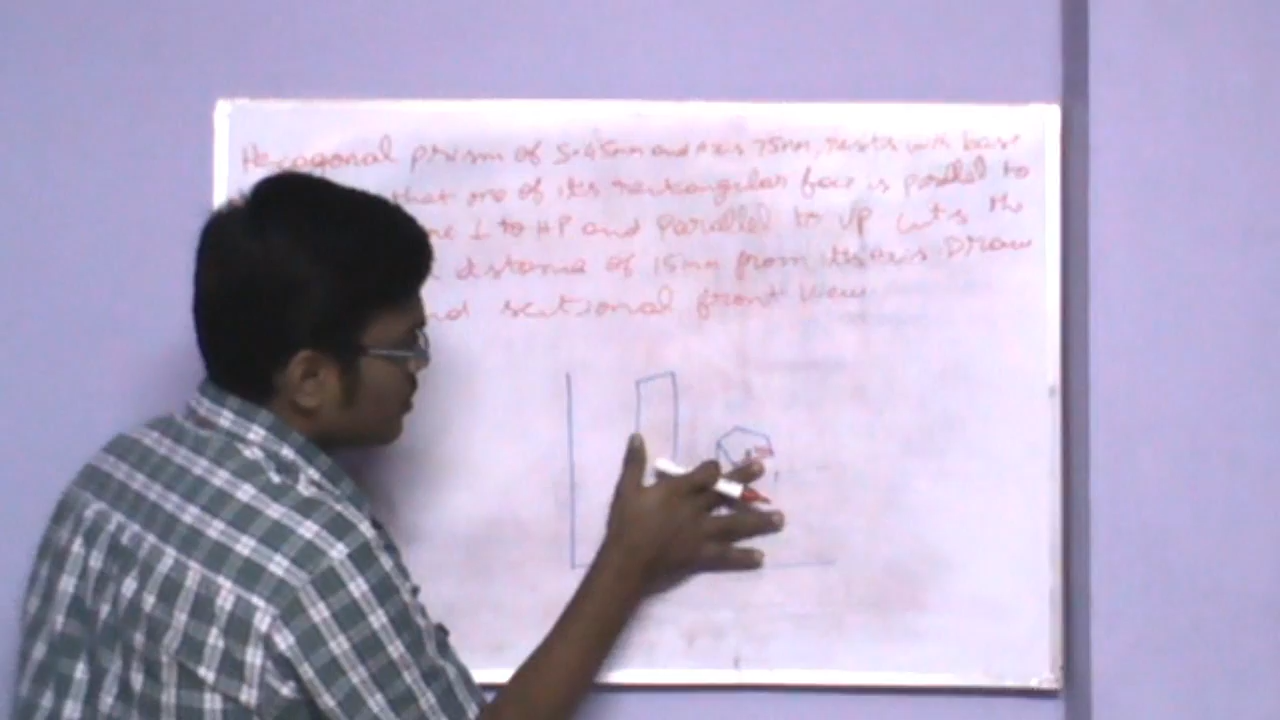 Hexagonal prism of S.45mm and Axis 75mm, rests with base
that one of its rectangular face is parallel to
⊥ to HP and parallel to VP cuts the
distance of 15mm from its axis Draw
nd sectional front view